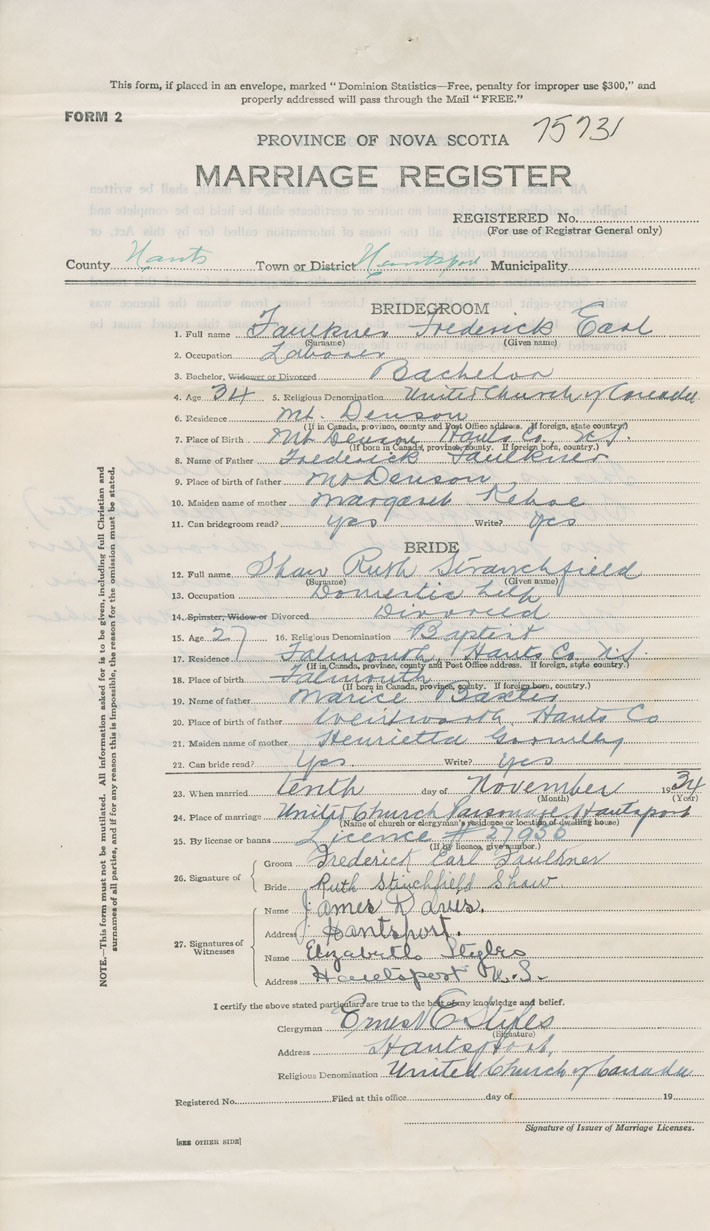 This form, if placed in an envelope, marked "Dominion Statistics—Free, penalty for improper use $300," and
properly addressed will pass through the Mail "FREE."
FORM 2
75731
PROVINCE OF NOVA SCOTIA
MARRIAGE REGISTER
REGISTERED No.
(For use of Registrar General only)
County Hants Town or District Hantsport Municipality
BRIDEGROOM
1. Full name Faulkner Frederick Earl
(Surname) (Given name)
2. Occupation Laborer
3. Bachelor, Widower or Divorced Bachelor
4. Age 34 5. Religious Denomination United Church of Canada
6. Residence Mt. Denson
(If in Canada, province, county and Post Office address. If foreign, state country.)
7. Place of Birth Mt Denson Hants Co. N.S.
(If born in Canada, province, county. If foreign born, country.)
8. Name of Father Frederick Faulkner
9. Place of birth of father Mt Denson
10. Maiden name of mother Margaret Kehoe
11. Can bridegroom read? yes Write? yes
BRIDE
12. Full name Shaw Ruth
(Surname) (Given name)
13. Occupation Domestic help
14. Spinster, Widow or Divorced Divorced
15. Age 27 16. Religious Denomination Baptist
17. Residence Falmouth, Hants Co N.S.
(If in Canada, province, county and Post Office address. If foreign, state country.)
18. Place of birth Falmouth
(If born in Canada, province, county. If foreign born, country.)
19. Name of father Baxter
20. Place of birth of father Wentworth, Hants Co
21. Maiden name of mother Henrietta
22. Can bride read? Yes Write? yes
23. When married tenth day of November 1934
(Month) (Year)
24. Place of marriage United Church Parsonage, Hantsport
(Name of church or clergyman's residence or location of dwelling house)
25. By license or banns Licence # 27956
(If by licence, give number.)
26. Signature of
Groom Frederick Earl Faulkner
Bride Ruth Stinchfield Shaw
27. Signatures of Witnesses
Name James Davis.
Address Hantsport.
Name Elizabeth
Address Hantsport N.S.
I certify the above stated particulars are true to the best of my knowledge and belief.
Clergyman Ernest E Stiles
(Signature)
Address Hantsport,
Religious Denomination United Church of Canada
Registered No. Filed at this office day of 19
Signature of Issuer of Marriage Licenses.
[SEE OTHER SIDE]
NOTE.—This form must not be mutilated. All information asked for is to be given, including full Christian and
surnames of all parties, and if for any reason this is impossible, the reason for the omission must be stated.